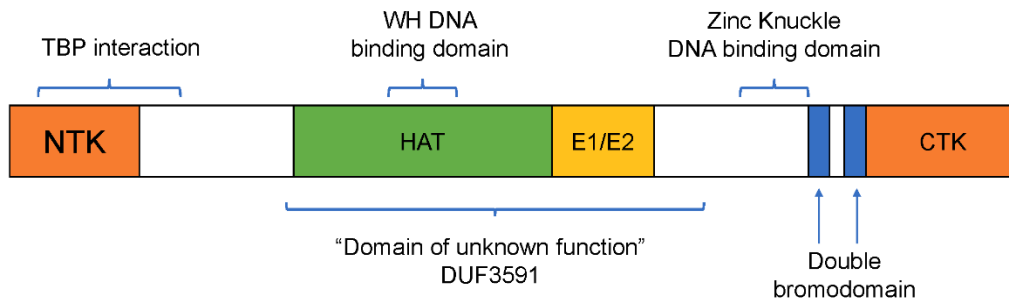 TBP interaction
WH DNA
binding domain
Zinc Knuckle
DNA binding domain
NTK
HAT
E1/E2
CTK
“Domain of unknown function”
DUF3591
Double
bromodomain